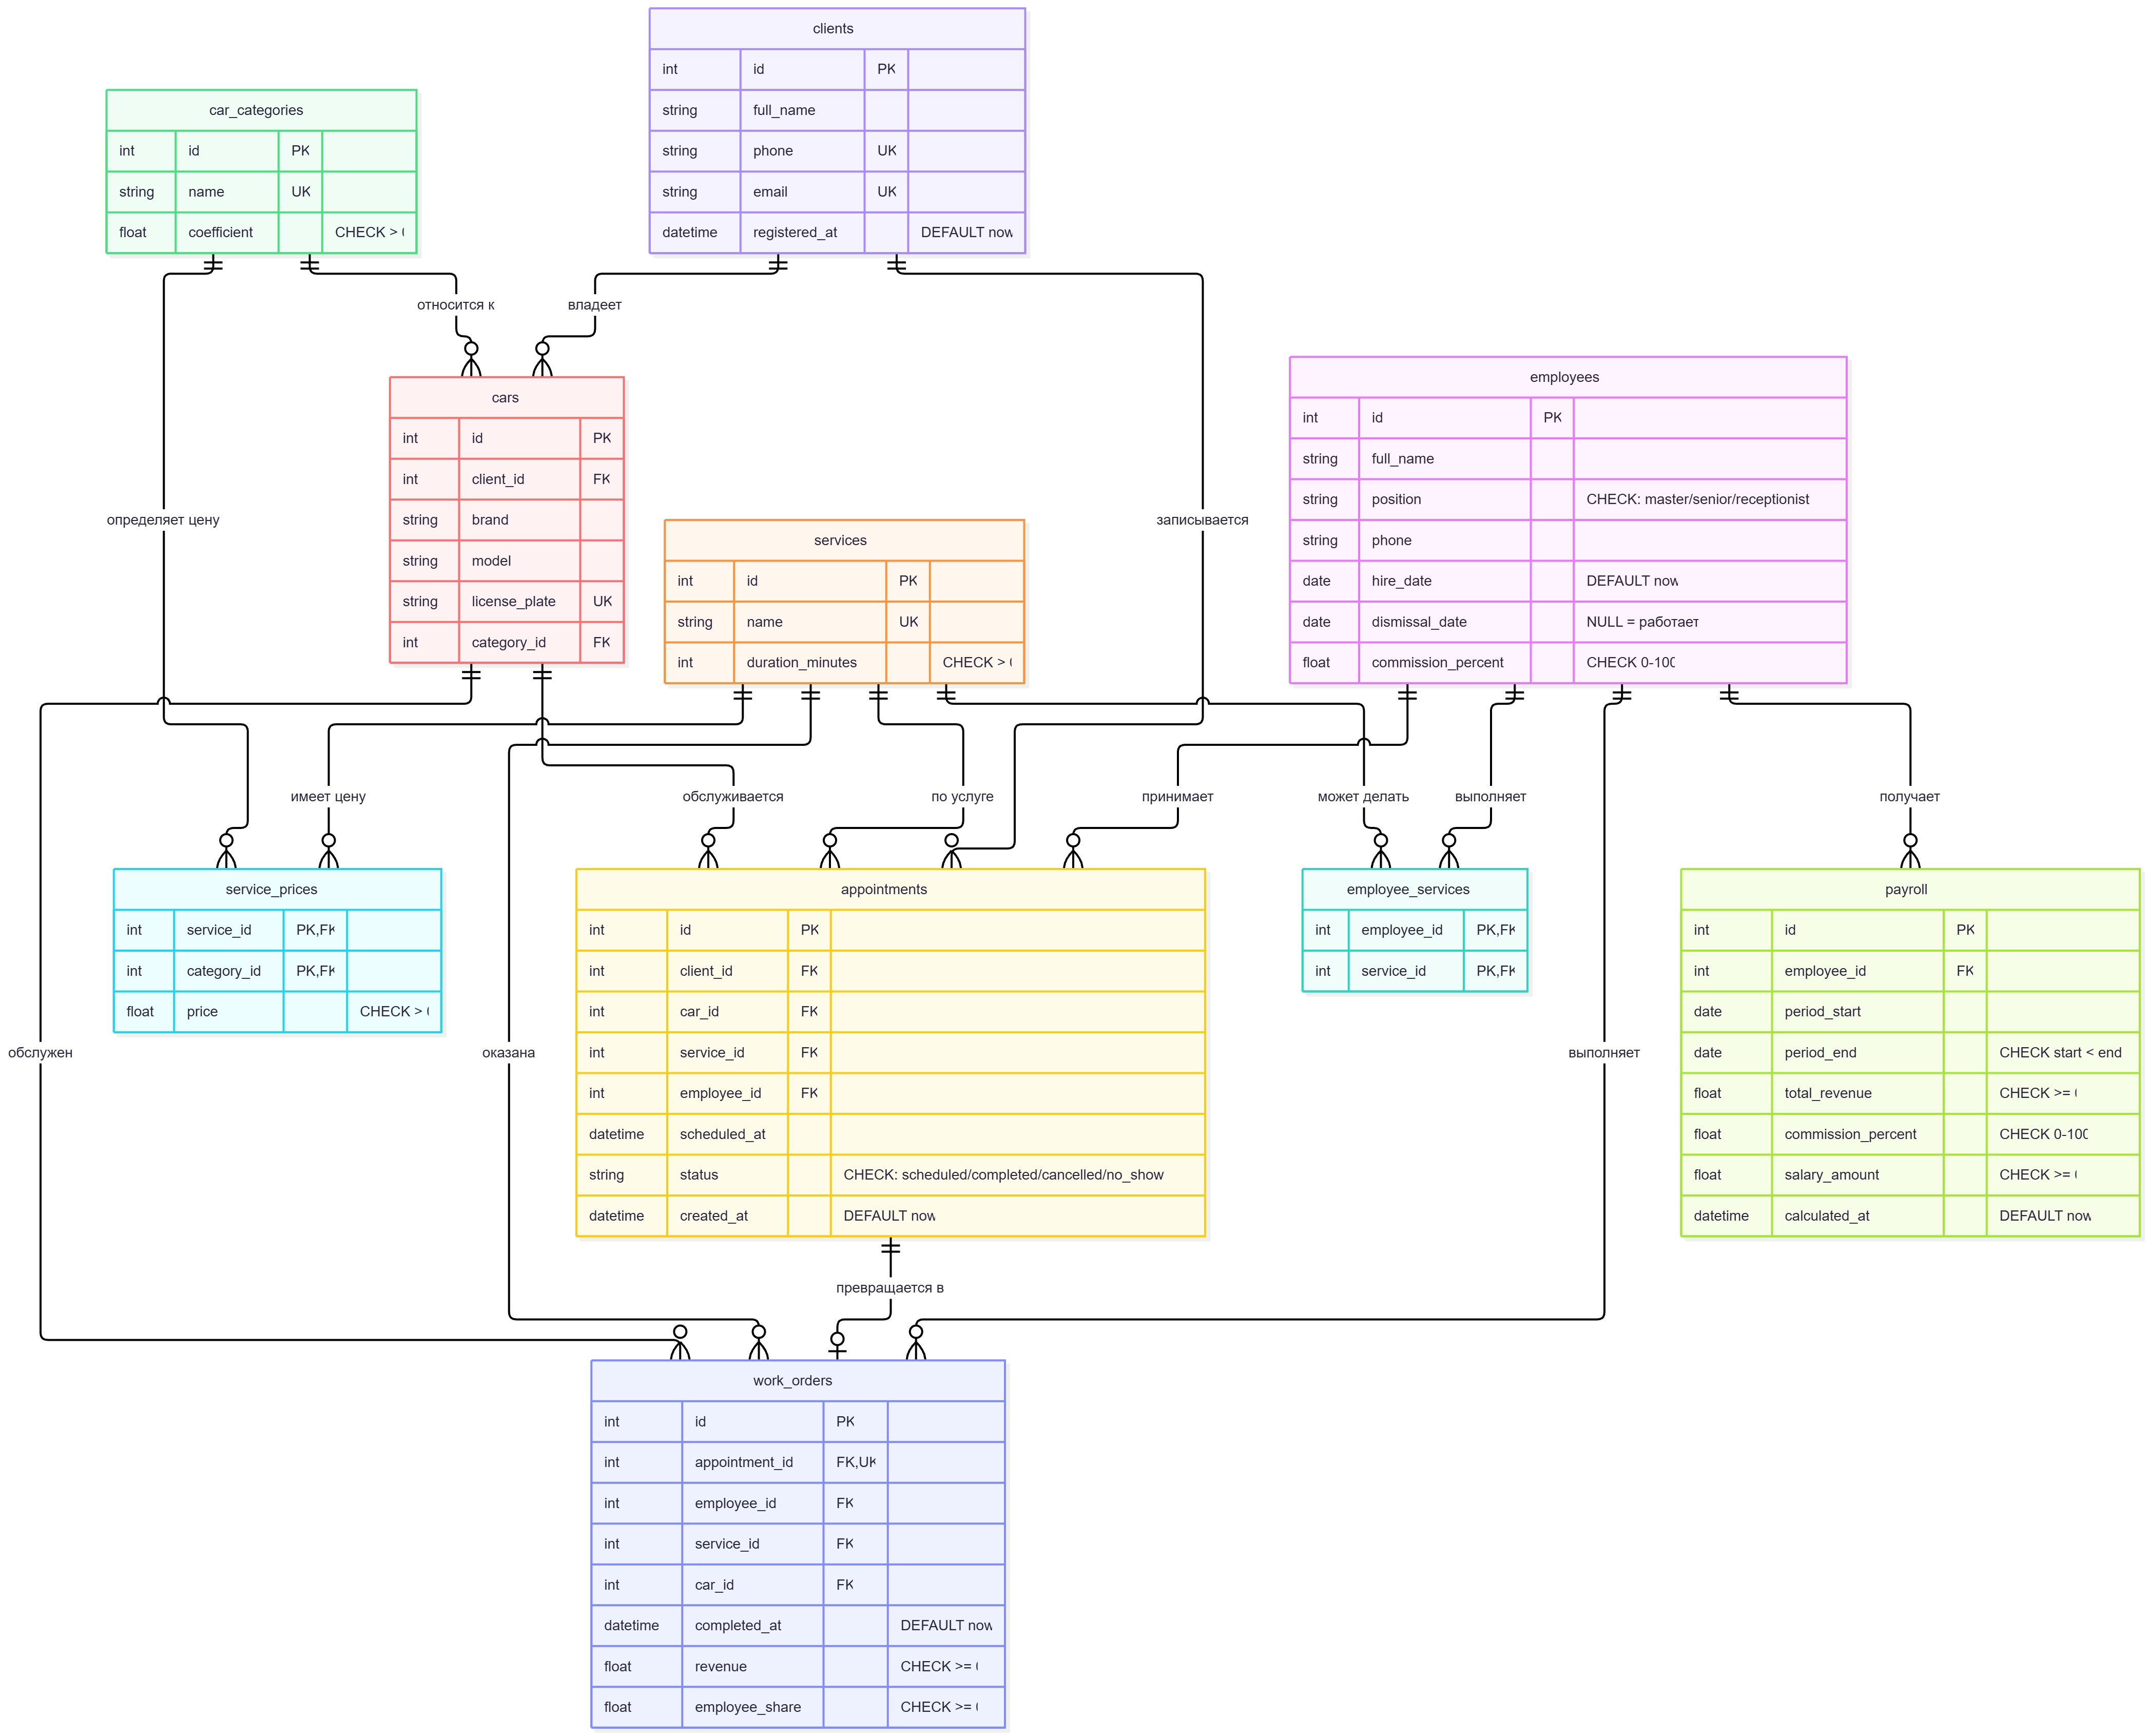 clients
int id PK
string full_name
string phone UK
string email UK
datetime registered_at DEFAULT now
car_categories
int id PK
string name UK
float coefficient CHECK > 0
относится к
владеет
cars
int id PK
int client_id FK
string brand
string model
string license_plate UK
int category_id FK
employees
int id PK
string full_name
string position CHECK: master/senior/receptionist
string phone
date hire_date DEFAULT now
date dismissal_date NULL = работает
float commission_percent CHECK 0-100
определяет цену
записывается
services
int id PK
string name UK
int duration_minutes CHECK > 0
имеет цену
обслуживается
по услуге
принимает
может делать
выполняет
получает
service_prices
int service_id PK,FK
int category_id PK,FK
float price CHECK > 0
appointments
int id PK
int client_id FK
int car_id FK
int service_id FK
int employee_id FK
datetime scheduled_at
string status CHECK: scheduled/completed/cancelled/no_show
datetime created_at DEFAULT now
employee_services
int employee_id PK,FK
int service_id PK,FK
payroll
int id PK
int employee_id FK
date period_start
date period_end CHECK start < end
float total_revenue CHECK >= 0
float commission_percent CHECK 0-100
float salary_amount CHECK >= 0
datetime calculated_at DEFAULT now
обслужен
оказана
выполняет
превращается в
work_orders
int id PK
int appointment_id FK,UK
int employee_id FK
int service_id FK
int car_id FK
datetime completed_at DEFAULT now
float revenue CHECK >= 0
float employee_share CHECK >= 0